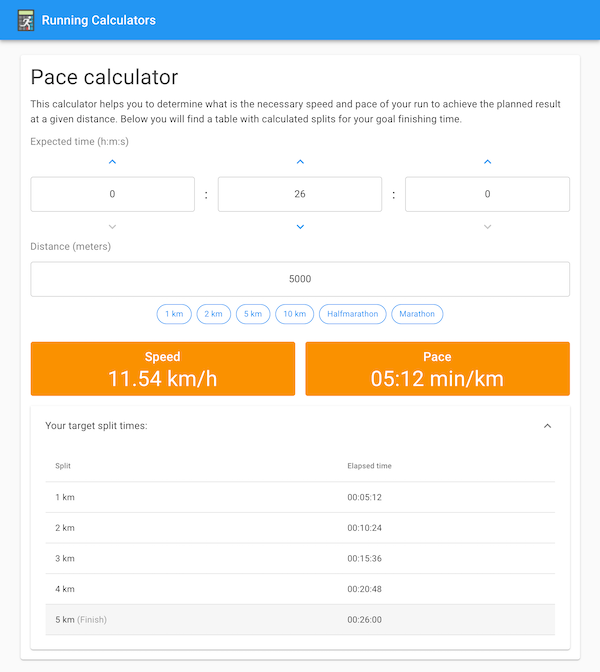 Running Calculators
Pace calculator
This calculator helps you to determine what is the necessary speed and pace of your run to achieve the planned result
at a given distance. Below you will find a table with calculated splits for your goal finishing time.
Expected time (h:m:s)
0 : 26 : 0
Distance (meters)
5000
1 km 2 km 5 km 10 km Halfmarathon Marathon
Speed Pace
11.54 km/h 05:12 min/km
Your target split times:
Split Elapsed time
1 km 00:05:12
2 km 00:10:24
3 km 00:15:36
4 km 00:20:48
5 km (Finish) 00:26:00